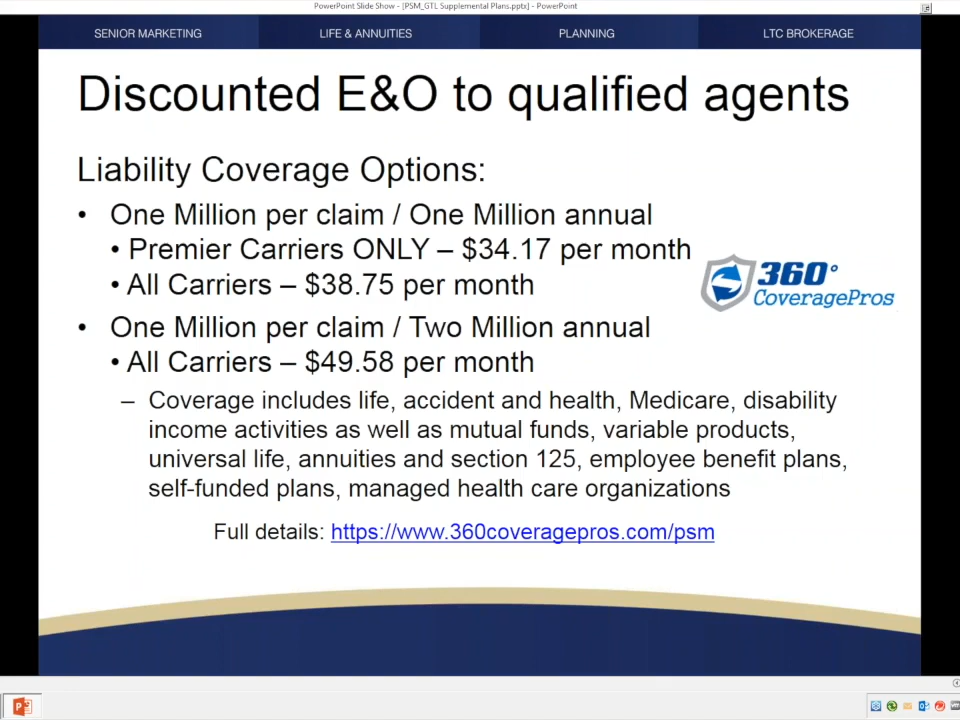 PowerPoint Slide Show - [PSM_GTL Supplemental Plans.pptx] - PowerPoint
SENIOR MARKETING LIFE & ANNUITIES PLANNING LTC BROKERAGE
Discounted E&O to qualified agents
Liability Coverage Options:
• One Million per claim / One Million annual
• Premier Carriers ONLY – $34.17 per month
• All Carriers – $38.75 per month
360°
CoveragePros
• One Million per claim / Two Million annual
• All Carriers – $49.58 per month
– Coverage includes life, accident and health, Medicare, disability
income activities as well as mutual funds, variable products,
universal life, annuities and section 125, employee benefit plans,
self-funded plans, managed health care organizations
Full details: https://www.360coveragepros.com/psm